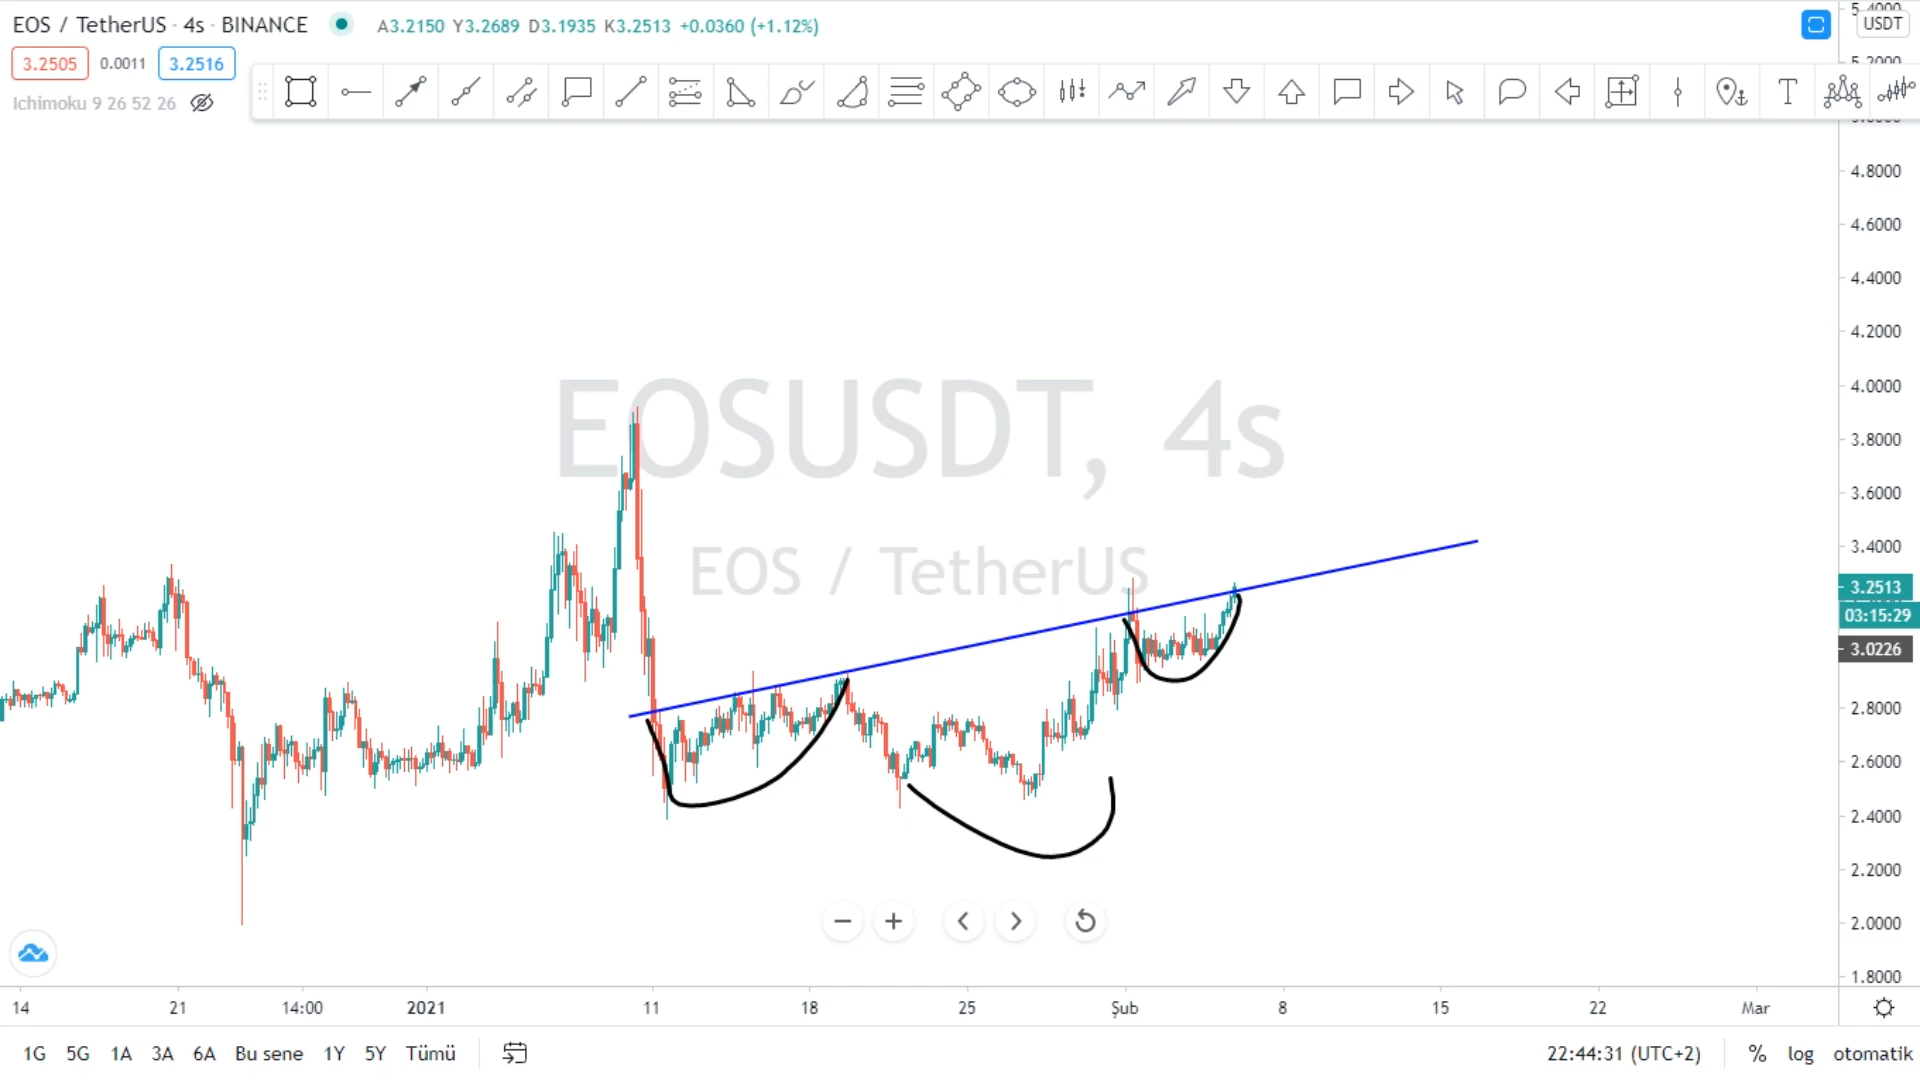 EOS / TetherUS · 4s · BINANCE A3.2150 Y3.2689 D3.1935 K3.2513 +0.0360 (+1.12%)
3.2505 0.0011 3.2516
Ichimoku 9 26 52 26
USDT
T
EOSUSDT, 4s
EOS / TetherUS
4.8000
4.6000
4.4000
4.2000
4.0000
3.8000
3.6000
3.4000
3.2513
03:15:29
3.0226
2.8000
2.6000
2.4000
2.2000
2.0000
1.8000
14 21 14:00 2021 11 18 25 Şub 8 15 22 Mar
1G 5G 1A 3A 6A Bu sene 1Y 5Y Tümü 22:44:31 (UTC+2) % log otomatik